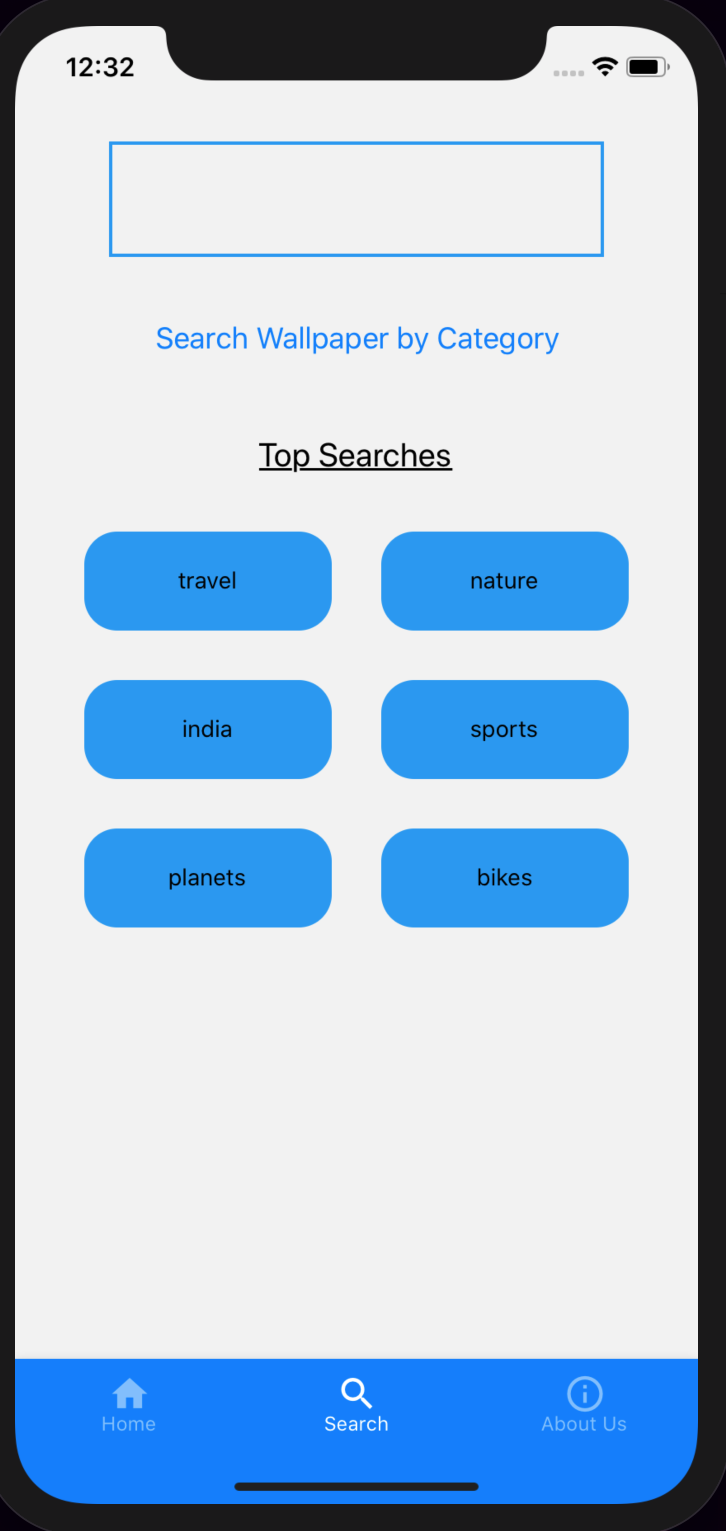 12:32
Search Wallpaper by Category
Top Searches
travel
nature
india
sports
planets
bikes
Home
Search
About Us